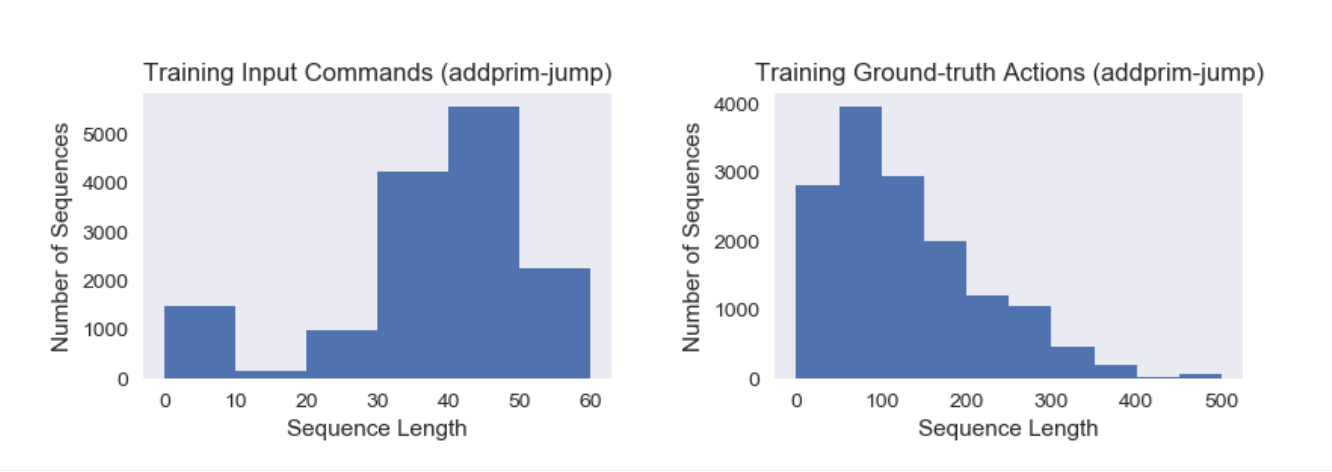 Training Input Commands (addprim-jump)
Number of Sequences
5000
4000
3000
2000
1000
0
0 10 20 30 40 50 60
Sequence Length
Training Ground-truth Actions (addprim-jump)
Number of Sequences
4000
3000
2000
1000
0
0 100 200 300 400 500
Sequence Length